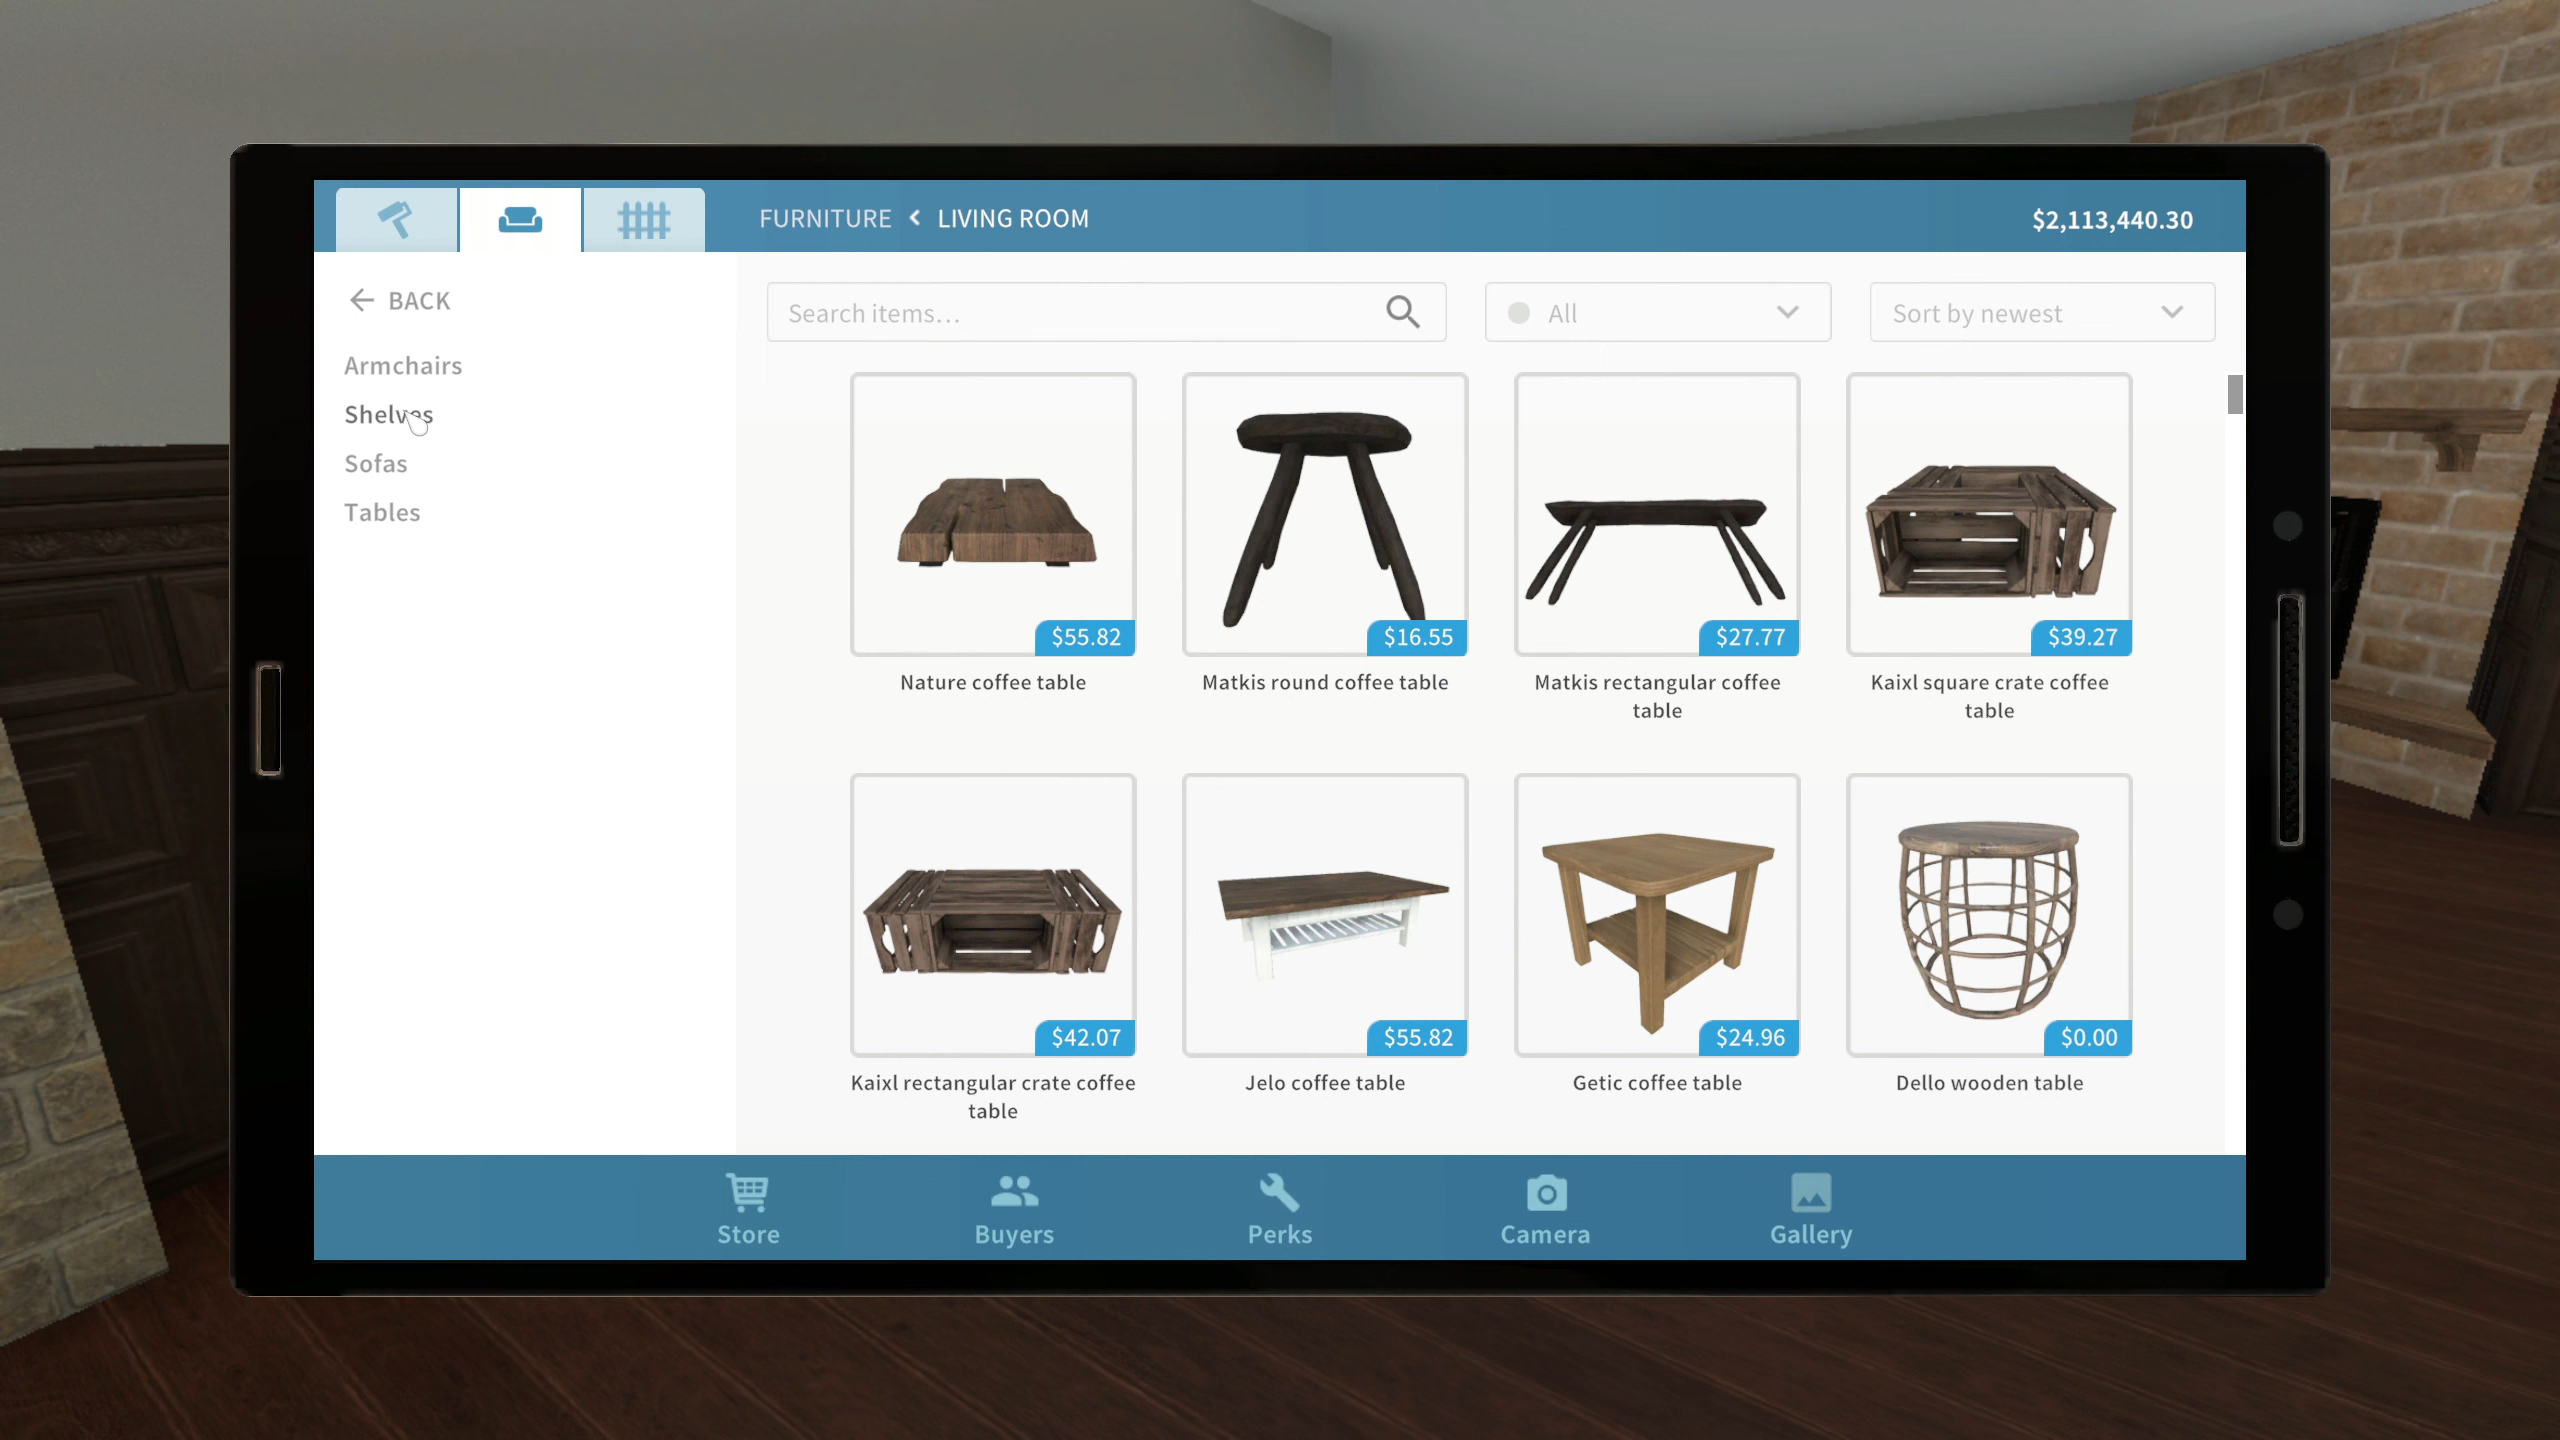 FURNITURE < LIVING ROOM
$2,113,440.30
BACK
Armchairs
Shelves
Sofas
Tables
Search items...
All
Sort by newest
$55.82
$16.55
$27.77
$39.27
Nature coffee table
Matkis round coffee table
Matkis rectangular coffee
table
Kaixl square crate coffee
table
$42.07
$55.82
$24.96
$0.00
Kaixl rectangular crate coffee
table
Jelo coffee table
Getic coffee table
Dello wooden table
Store
Buyers
Perks
Camera
Gallery